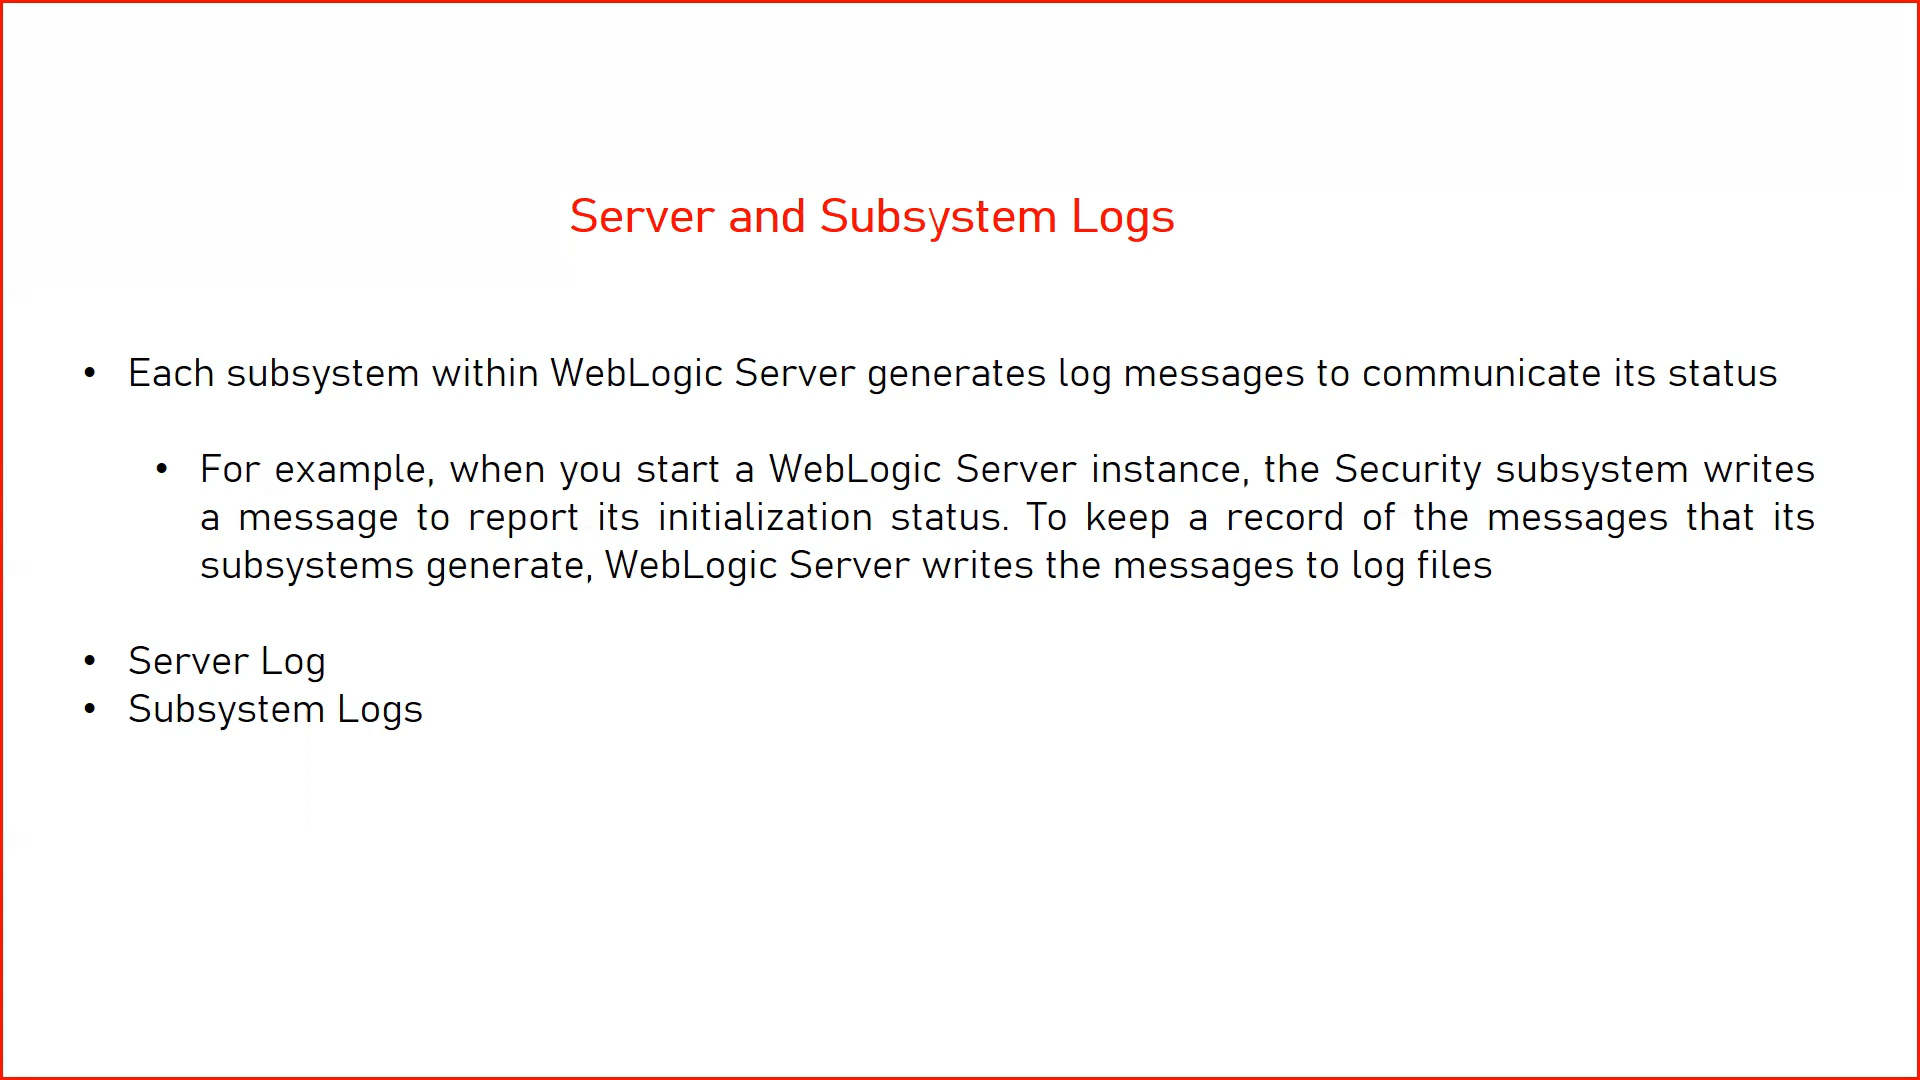 Server and Subsystem Logs
• Each subsystem within WebLogic Server generates log messages to communicate its status
• For example, when you start a WebLogic Server instance, the Security subsystem writes
a message to report its initialization status. To keep a record of the messages that its
subsystems generate, WebLogic Server writes the messages to log files
• Server Log
• Subsystem Logs